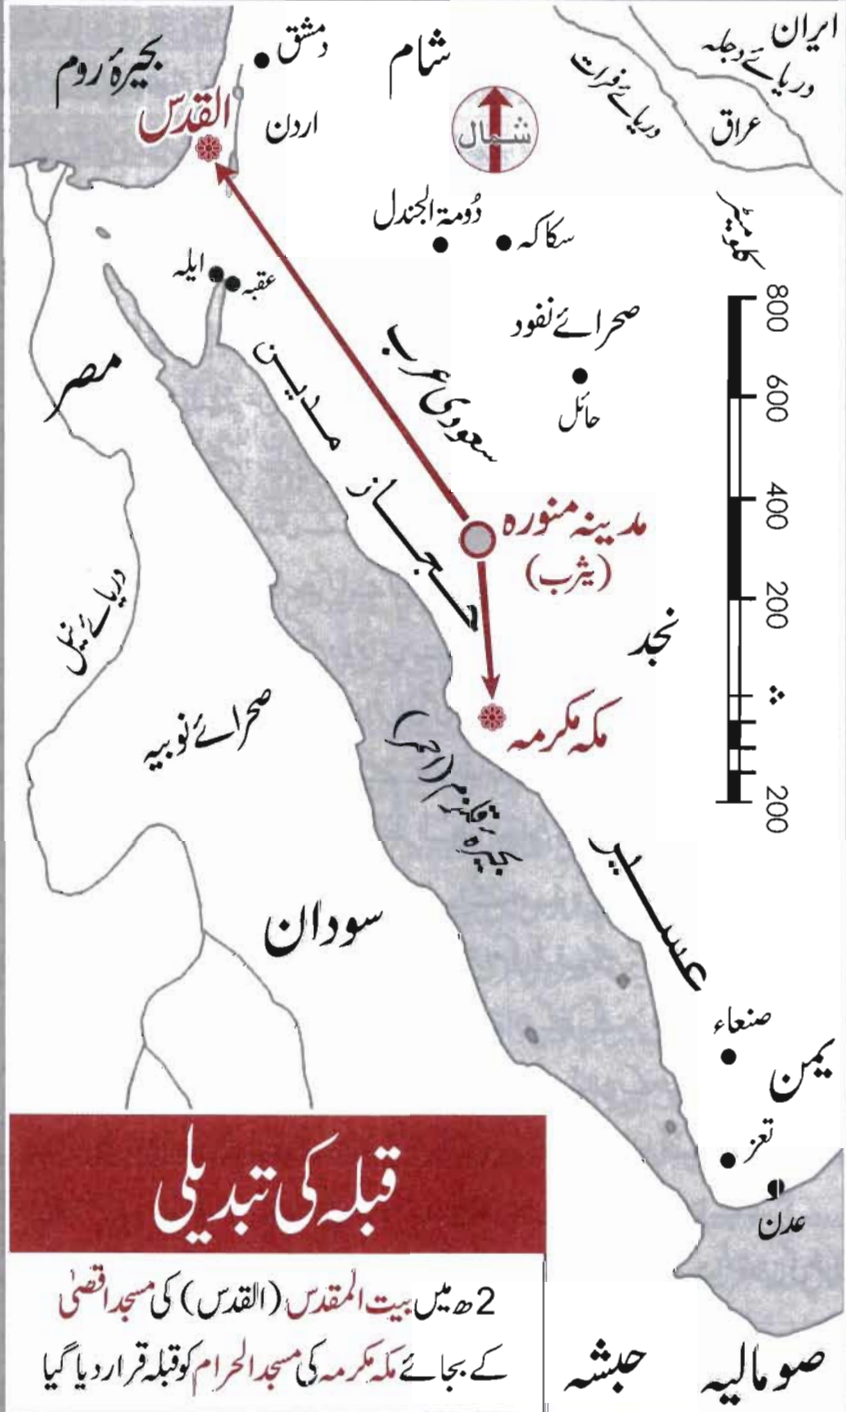 ایران
دریائے دجلہ
عراق
دریائے فرات
شام
شمال
دمشق
اردن
بحیرۂ روم
القدس
دُومۃ الجندل
سکاکہ
ایلہ
عقبہ
صحرائے نفود
حائل
کلومیٹر
800
600
400
200
200
مصر
مدین
سعودی عرب
حجاز
مدینہ منورہ
(یثرب)
نجد
دریائے نیل
صحرائے نوبیہ
مکہ مکرمہ
بحیرۂ قلزم (احمر)
عسیر
سودان
صنعاء
یمن
تعز
عدن
قبلہ کی تبدیلی
2ھ میں بیت المقدس (القدس) کی مسجد اقصیٰ
کے بجائے مکہ مکرمہ کی مسجد الحرام کو قبلہ قرار دیا گیا
حبشہ
صومالیہ